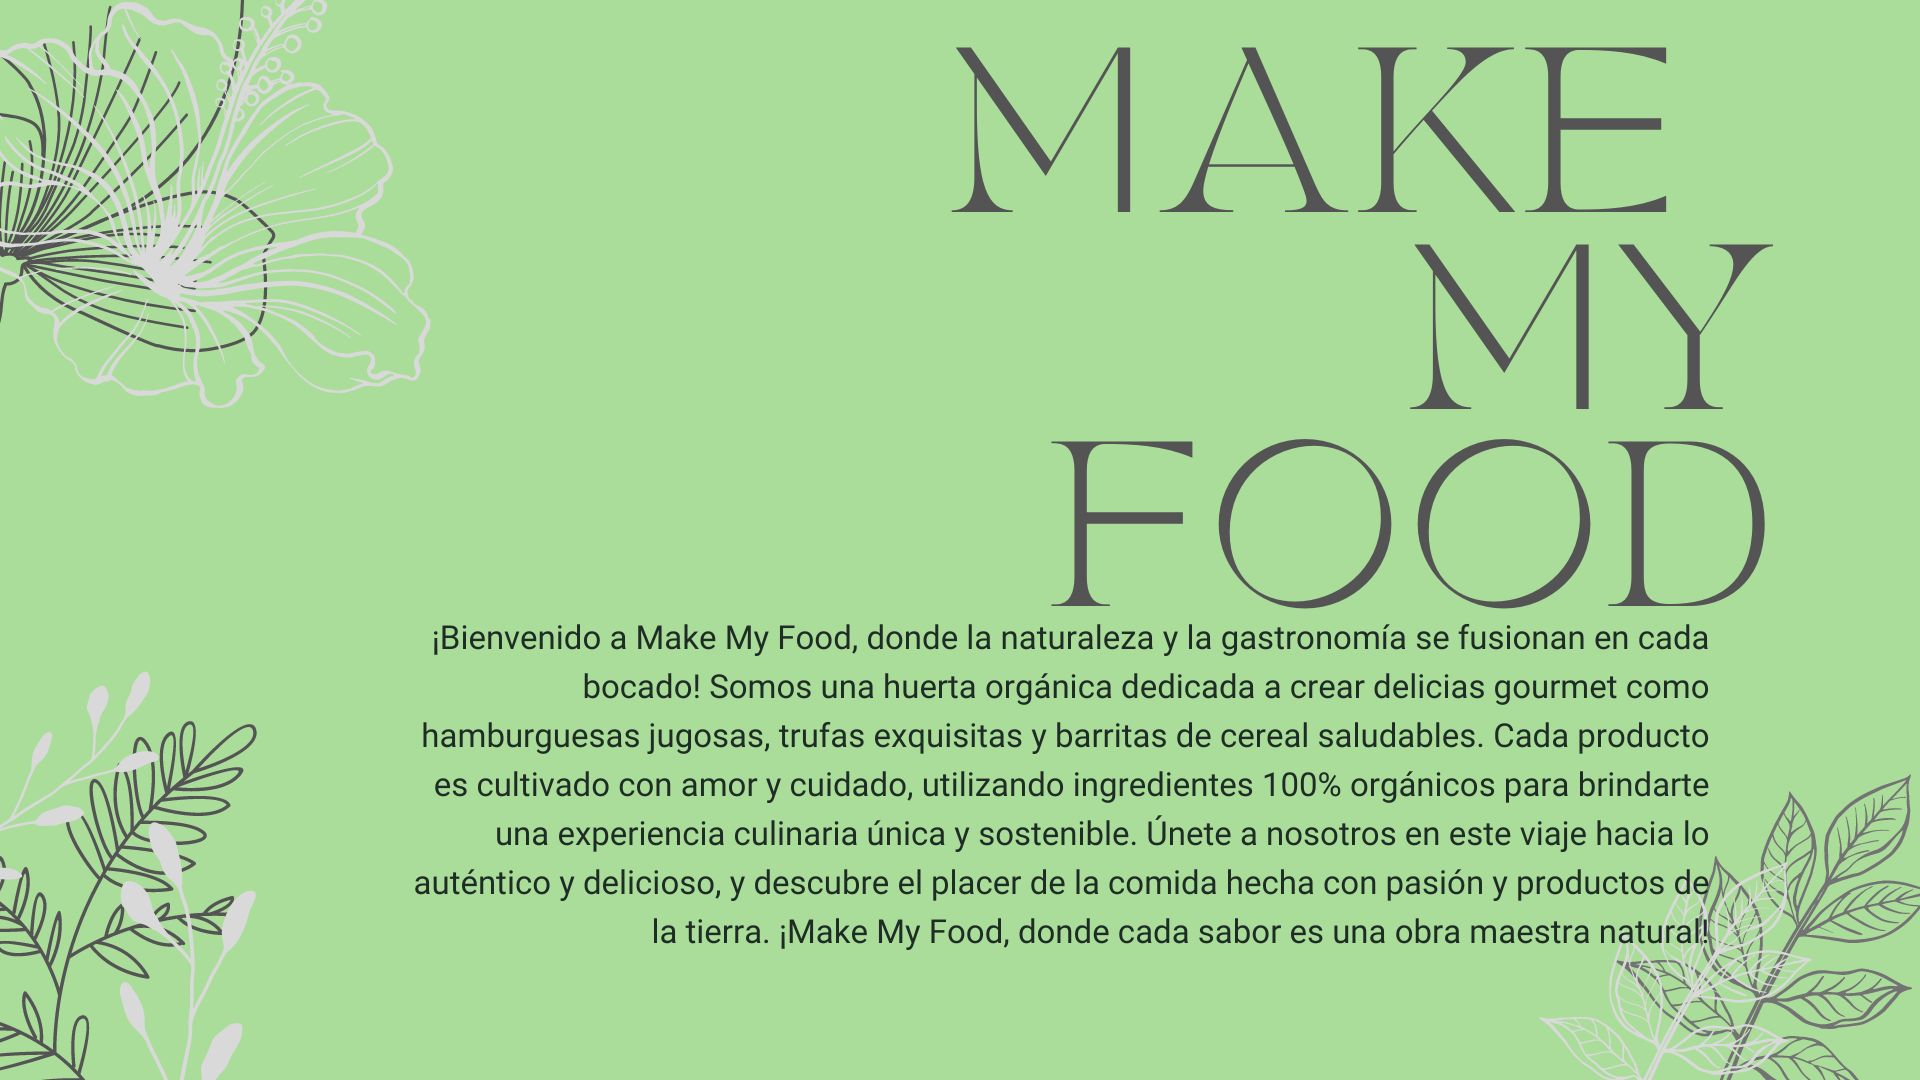 MAKE
MY
FOOD
¡Bienvenido a Make My Food, donde la naturaleza y la gastronomía se fusionan en cada
bocado! Somos una huerta orgánica dedicada a crear delicias gourmet como
hamburguesas jugosas, trufas exquisitas y barritas de cereal saludables. Cada producto
es cultivado con amor y cuidado, utilizando ingredientes 100% orgánicos para brindarte
una experiencia culinaria única y sostenible. Únete a nosotros en este viaje hacia lo
auténtico y delicioso, y descubre el placer de la comida hecha con pasión y productos de
la tierra. ¡Make My Food, donde cada sabor es una obra maestra natural!